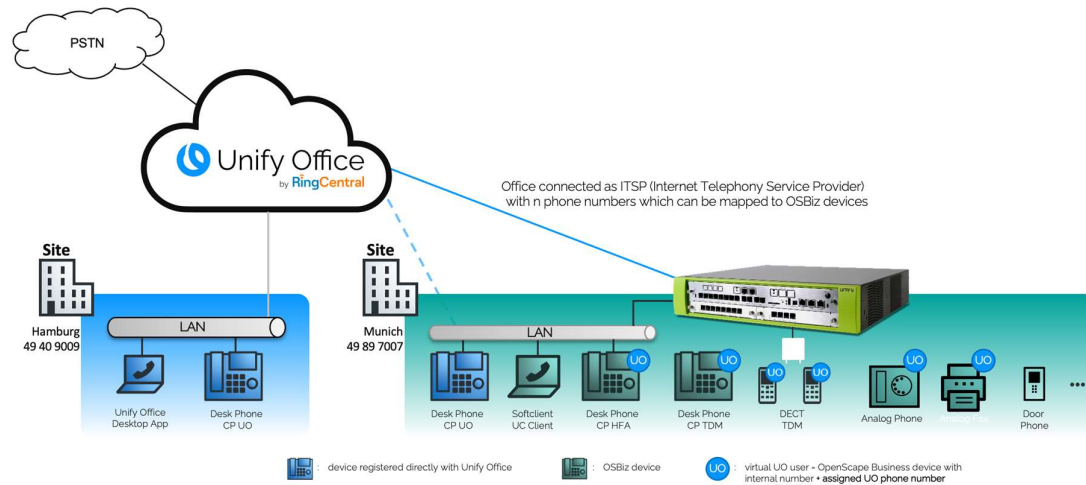 PSTN
Unify Office
by RingCentral
Office connected as ITSP (Internet Telephony Service Provider)
with n phone numbers which can be mapped to OSBiz devices
Site
Hamburg
49 40 9009
LAN
Unify Office
Desktop App
Desk Phone
CP UO
Site
Munich
49 89 7007
LAN
Desk Phone
CP UO
Softclient
UC Client
UO
Desk Phone
CP HFA
UO
Desk Phone
CP TDM
UO
UO
DECT
TDM
UO
Analog Phone
UO
Door
Phone
: device registered directly with Unify Office
: OSBiz device
UO : virtual UO user = OpenScape Business device with
internal number + assigned UO phone number